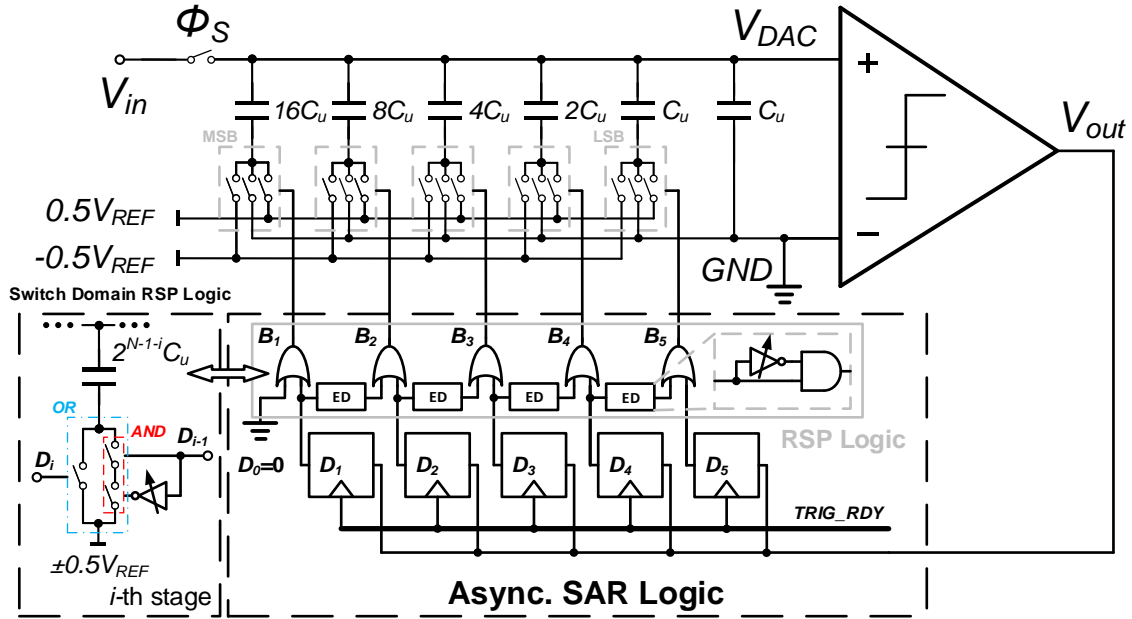 Φ_S
V_in
V_DAC
+
−
V_out
16C_u
8C_u
4C_u
2C_u
C_u
C_u
MSB
LSB
0.5V_REF
-0.5V_REF
GND
Switch Domain RSP Logic
2^{N-1-i}C_u
OR
AND
D_i
D_{i-1}
±0.5V_REF
i-th stage
B_1
B_2
B_3
B_4
B_5
ED
ED
ED
ED
RSP Logic
D_0=0
D_1
D_2
D_3
D_4
D_5
TRIG_RDY
Async. SAR Logic